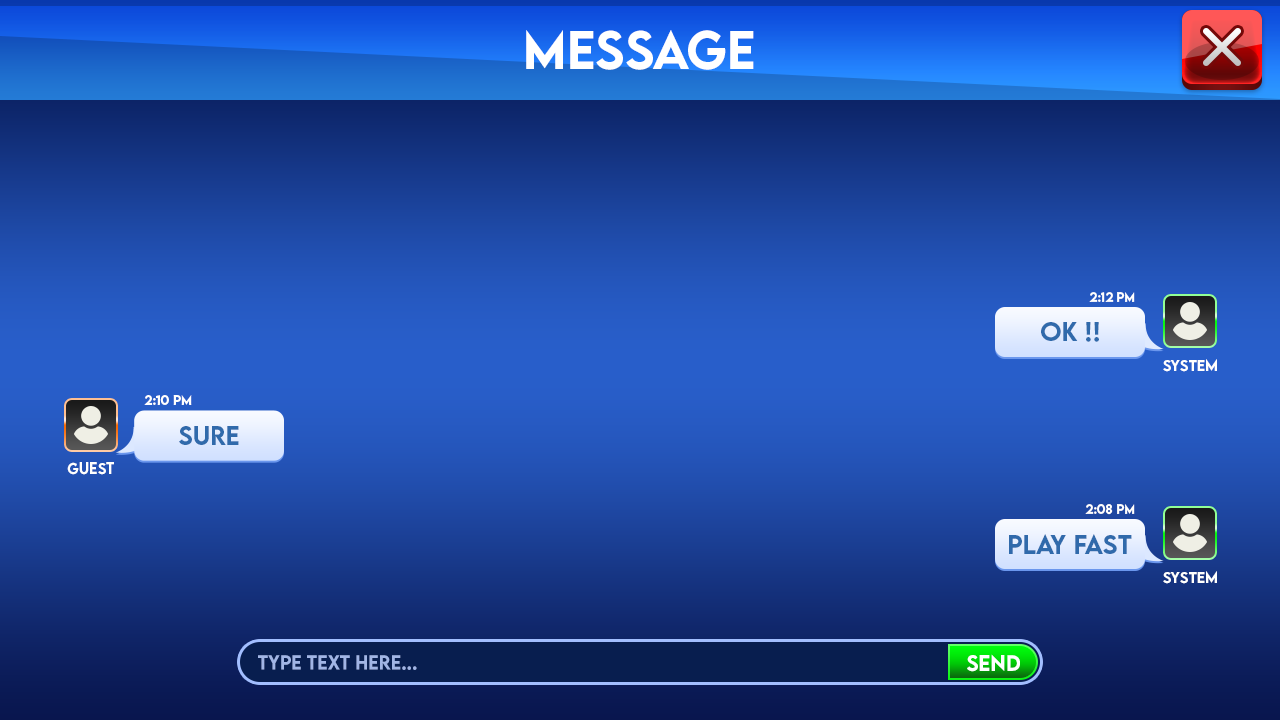 MESSAGE
2:12 PM
OK !!
SYSTEM
2:10 PM
SURE
GUEST
2:08 PM
PLAY FAST
SYSTEM
TYPE TEXT HERE...
SEND